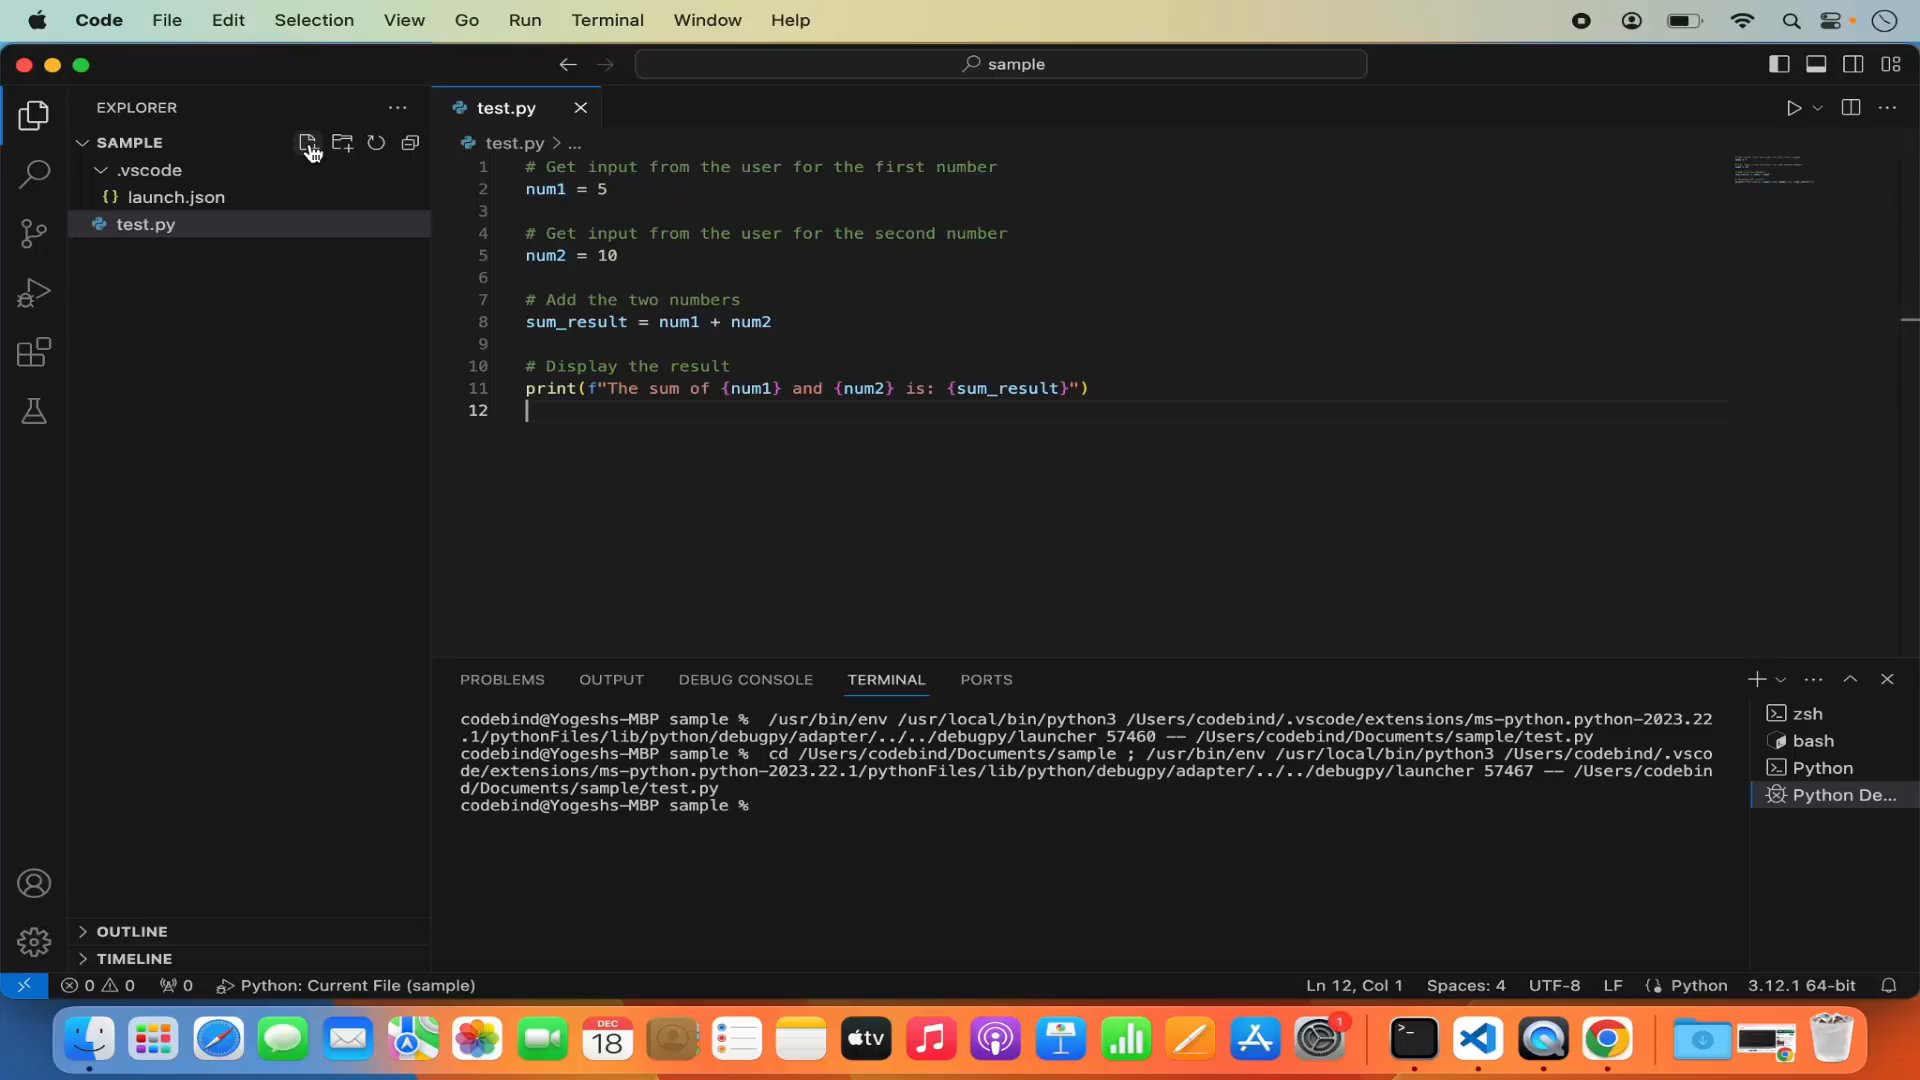 Code File Edit Selection View Go Run Terminal Window Help
sample
EXPLORER
SAMPLE
.vscode
{} launch.json
test.py
OUTLINE
TIMELINE
test.py
test.py > ...
1 # Get input from the user for the first number
2 num1 = 5
3
4 # Get input from the user for the second number
5 num2 = 10
6
7 # Add the two numbers
8 sum_result = num1 + num2
9
10 # Display the result
11 print(f"The sum of {num1} and {num2} is: {sum_result}")
12
PROBLEMS OUTPUT DEBUG CONSOLE TERMINAL PORTS
codebind@Yogeshs-MBP sample %  /usr/bin/env /usr/local/bin/python3 /Users/codebind/.vscode/extensions/ms-python.python-2023.22
.1/pythonFiles/lib/python/debugpy/adapter/../../debugpy/launcher 57460 -- /Users/codebind/Documents/sample/test.py
codebind@Yogeshs-MBP sample %  cd /Users/codebind/Documents/sample ; /usr/bin/env /usr/local/bin/python3 /Users/codebind/.vsco
de/extensions/ms-python.python-2023.22.1/pythonFiles/lib/python/debugpy/adapter/../../debugpy/launcher 57467 -- /Users/codebin
d/Documents/sample/test.py
codebind@Yogeshs-MBP sample %
zsh
bash
Python
Python De...
0 0 0 Python: Current File (sample) Ln 12, Col 1 Spaces: 4 UTF-8 LF Python 3.12.1 64-bit
DEC
18
tv
1